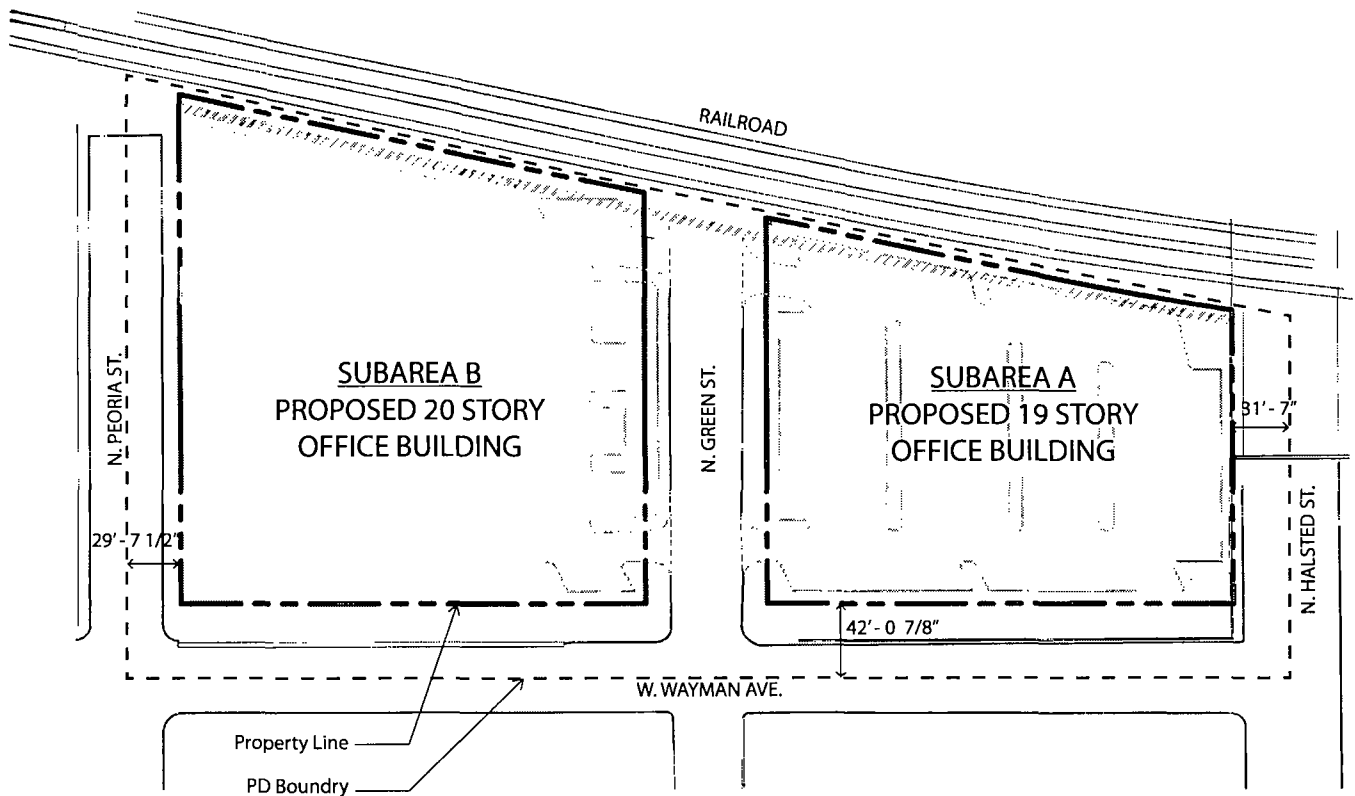 RAILROAD
N. PEORIA ST.
SUBAREA B
PROPOSED 20 STORY
OFFICE BUILDING
N. GREEN ST.
SUBAREA A
PROPOSED 19 STORY
OFFICE BUILDING
31' - 7"
N. HALSTED ST.
29' - 7 1/2"
42' - 0 7/8"
W. WAYMAN AVE.
Property Line
PD Boundry